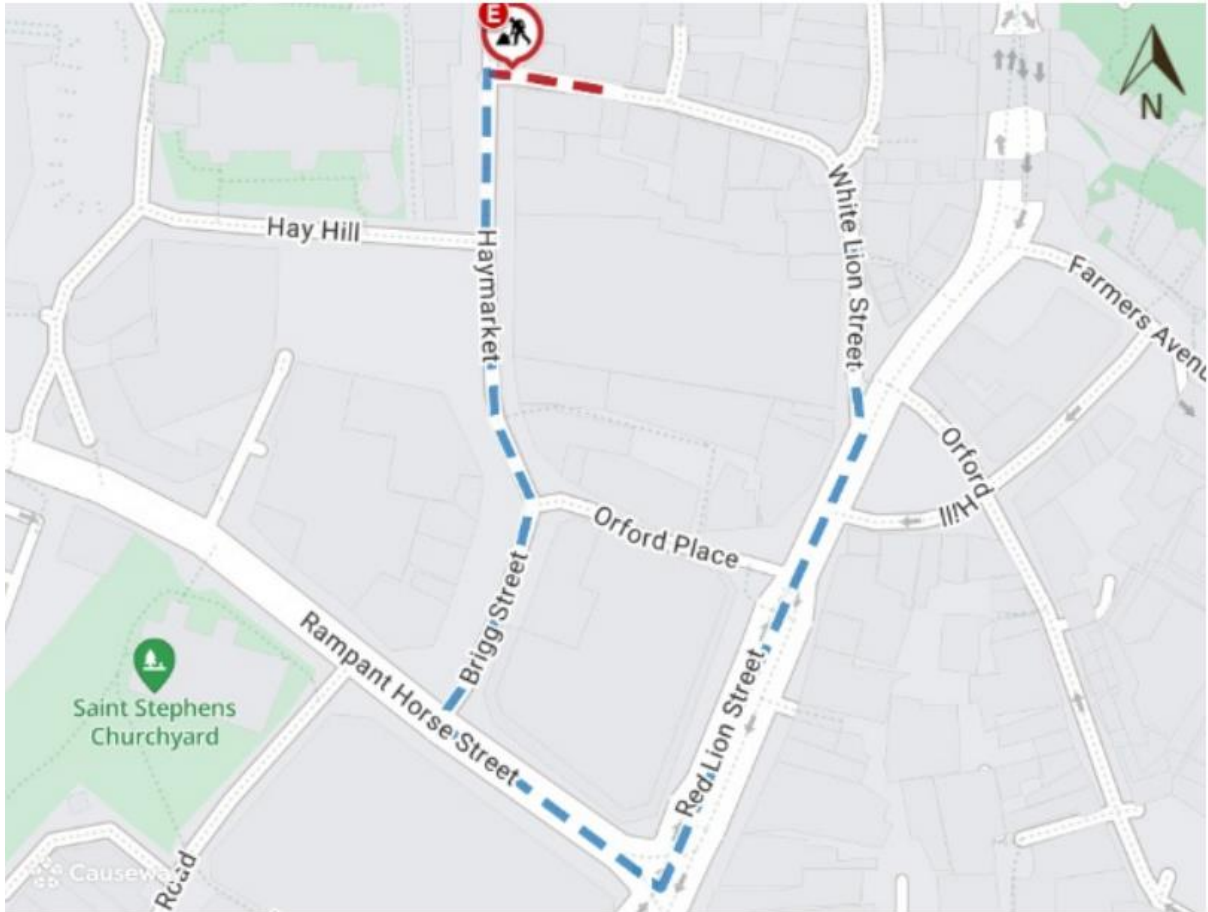 E
N
White Lion Street
Hay Hill
Haymarket
Farmers Avenu
Orford
Hill
Orford Place
Brigg Street
Rampant Horse Street
Red Lion Street
Saint Stephens
Churchyard
Road
Causeway